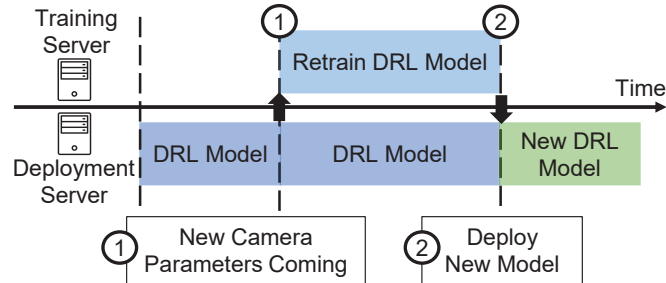 Training
Server
1
2
Retrain DRL Model
Time
Deployment
Server
DRL Model
DRL Model
New DRL
Model
1
New Camera
Parameters Coming
2
Deploy
New Model